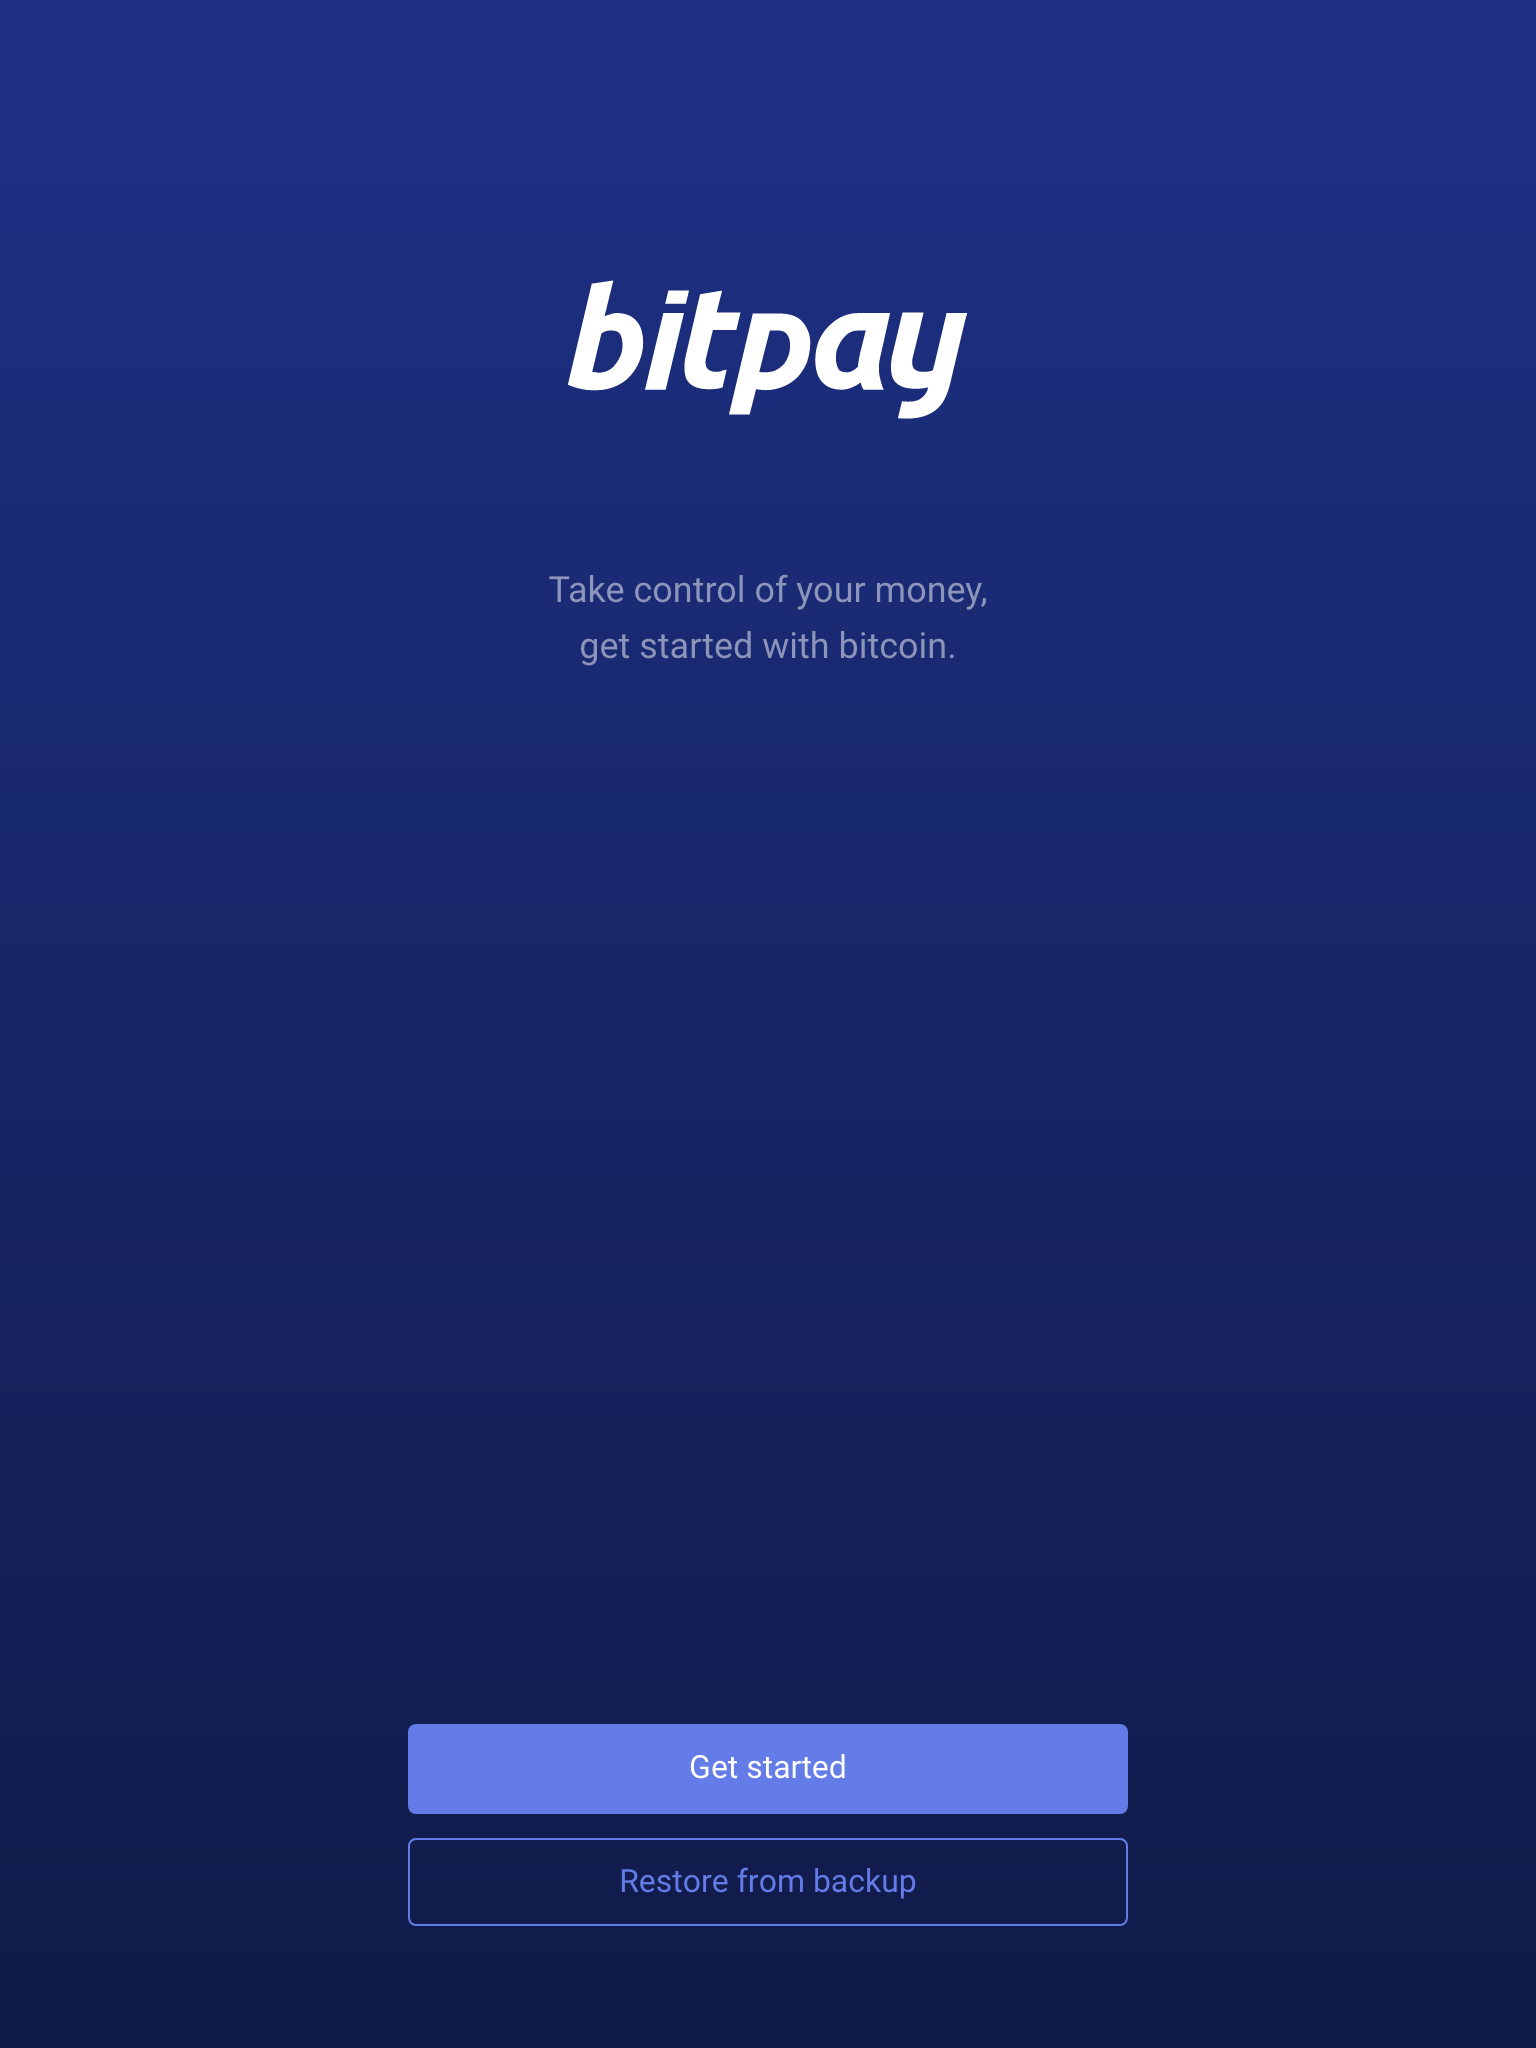 bitpay
Take control of your money,
get started with bitcoin.
Get started
Restore from backup